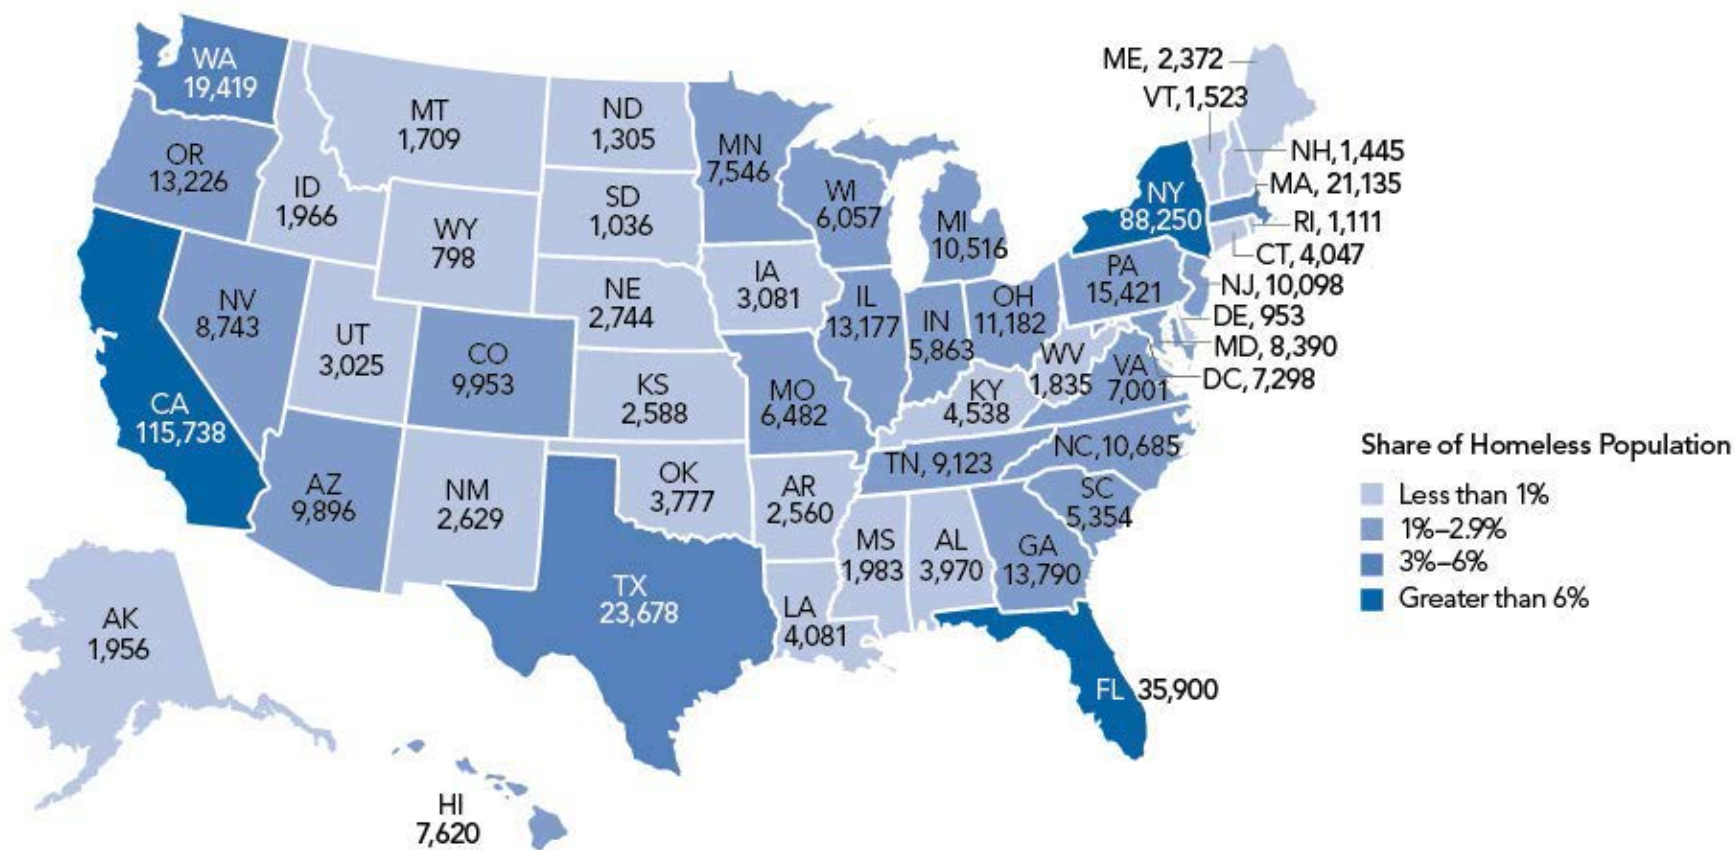 WA
19,419
MT
1,709
ND
1,305
MN
7,546
OR
13,226
ID
1,966
WY
798
SD
1,036
WI
6,057
MI
10,516
NY
88,250
ME, 2,372
VT, 1,523
NH, 1,445
MA, 21,135
RI, 1,111
CT, 4,047
NJ, 10,098
DE, 953
MD, 8,390
DC, 7,298
PA
15,421
NV
8,743
UT
3,025
CO
9,953
NE
2,744
IA
3,081
IL
13,177
IN
5,863
OH
11,182
WV
1,835
VA
7,001
CA
115,738
KS
2,588
MO
6,482
KY
4,538
AZ
9,896
NM
2,629
OK
3,777
AR
2,560
TN, 9,123
NC, 10,685
SC
5,354
MS
1,983
AL
3,970
GA
13,790
TX
23,678
LA
4,081
FL 35,900
AK
1,956
HI
7,620
Share of Homeless Population
Less than 1%
1%–2.9%
3%–6%
Greater than 6%